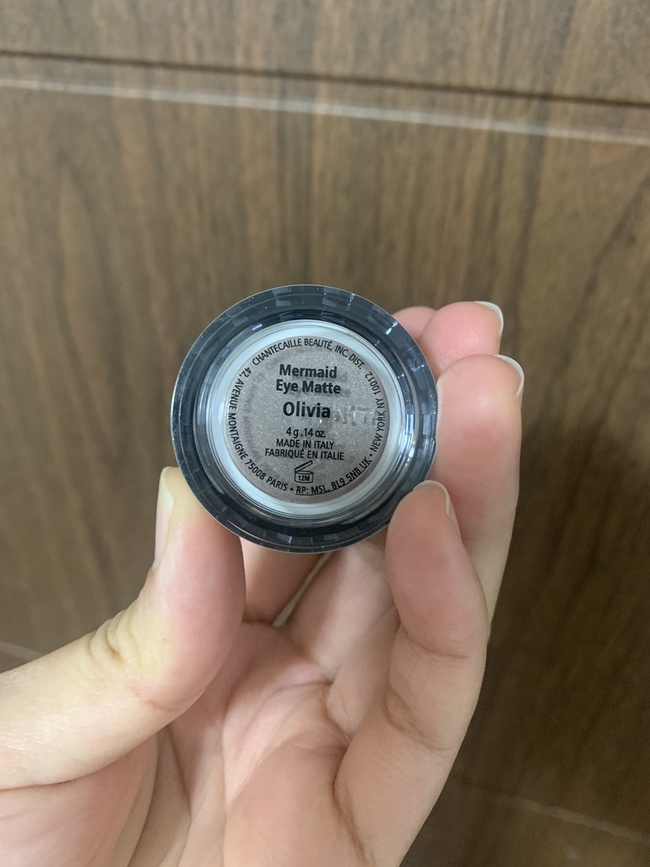 CHANTECAILLE BEAUTÉ, INC DIST.
Mermaid
Eye Matte
Olivia
4 g .14 oz.
MADE IN ITALY
FABRIQUÉ EN ITALIE
12M
42, AVENUE MONTAIGNE 75008 PARIS • RP: MSL, BL9 5NB UK • NEW YORK NY 10012